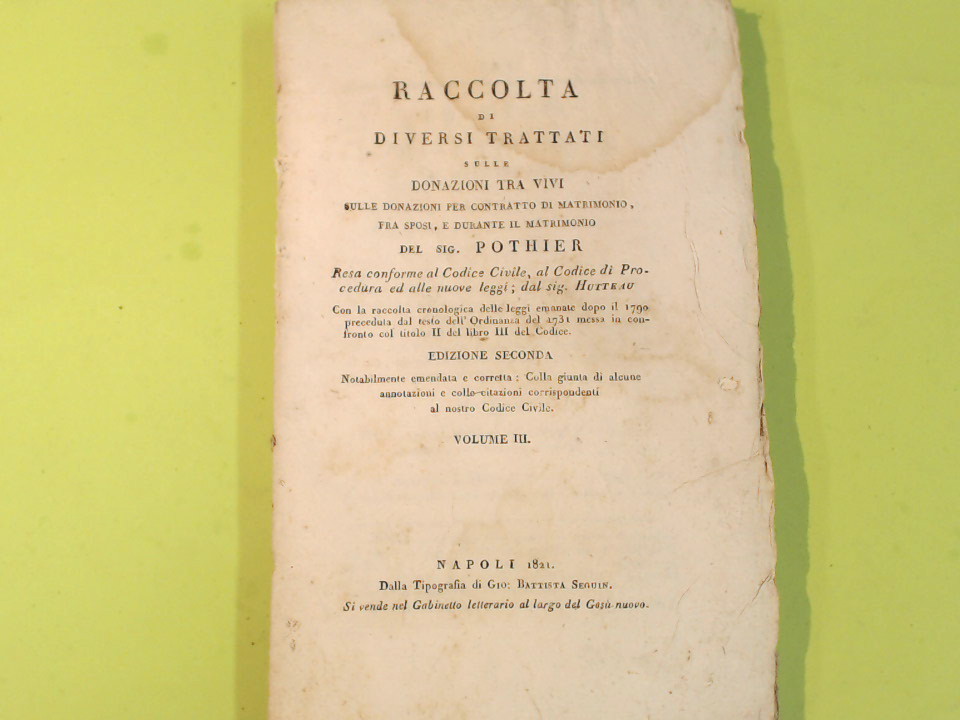 RACCOLTA
DI
DIVERSI TRATTATI
SULLE
DONAZIONI TRA VIVI
SULLE DONAZIONI PER CONTRATTO DI MATRIMONIO,
FRA SPOSI, E DURANTE IL MATRIMONIO
DEL SIG. POTHIER
Resa conforme al Codice Civile, al Codice di Pro-
cedura ed alle nuove leggi; dal sig. HUTTEAU
Con la raccolta cronologica delle leggi emanate dopo il 1790
preceduta dal testo dell'Ordinanza del 1731 messa in con-
fronto col titolo II del libro III del Codice.
EDIZIONE SECONDA
Notabilmente emendata e corretta: Colla giunta di alcune
annotazioni e colle citazioni corrispondenti
al nostro Codice Civile.
VOLUME III.
NAPOLI 1821.
Dalla Tipografia di GIO: BATTISTA SEGUIN.
Si vende nel Gabinetto letterario al largo del Gesù nuovo.